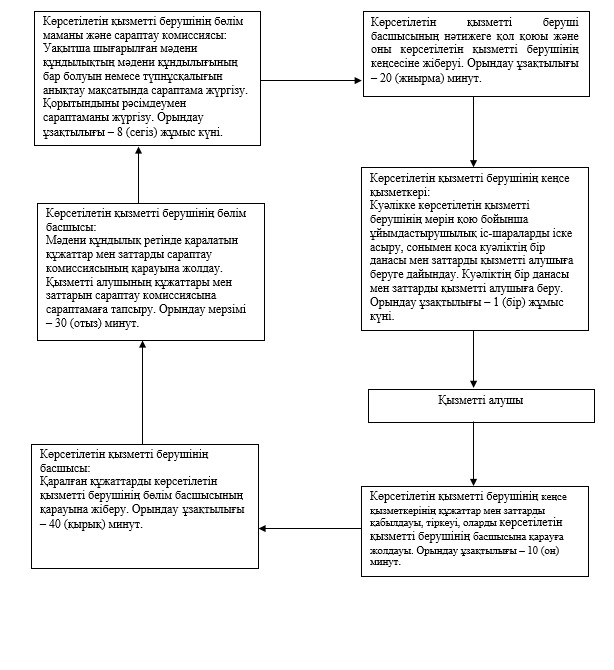 Көрсетілетін қызметті берушінің бөлім
маманы және сараптау комиссиясы:
Уақытша шығарылған мәдени
құндылықтың мәдени құндылығының
бар болуын немесе түпнұсқалығын
анықтау мақсатында сараптама жүргізу.
Қорытындыны рәсімдеумен
сараптаманы жүргізу. Орындау
ұзақтылығы – 8 (сегіз) жұмыс күні.
Көрсетілетін қызметті беруші
басшысының нәтижеге қол қоюы және
оны көрсетілетін қызметті берушінің
кеңсесіне жіберуі. Орындау ұзақтылығы
– 20 (жиырма) минут.
Көрсетілетін қызметті берушінің бөлім
басшысы:
Мәдени құндылық ретінде қаралатын
құжаттар мен заттарды сараптау
комиссиясының қарауына жолдау.
Қызметті алушының құжаттары мен
заттарын сараптау комиссиясына
сараптамаға тапсыру. Орындау мерзімі
– 30 (отыз) минут.
Көрсетілетін қызметті берушінің кеңсе
қызметкері:
Куәлікке көрсетілетін қызметті
берушінің мөрін қою бойынша
ұйымдастырушылық іс-шараларды іске
асыру, сонымен қоса куәліктің бір
данасы мен заттарды қызметті алушыға
беруге дайындау. Куәліктің бір данасы
мен заттарды қызметті алушыға беру.
Орындау ұзақтылығы – 1 (бір) жұмыс
күні.
Қызметті алушы
Көрсетілетін қызметті берушінің
басшысы:
Қаралған құжаттарды көрсетілетін
қызметті берушінің бөлім басшысының
қарауына жіберу. Орындау ұзақтылығы
– 40 (қырық) минут.
Көрсетілетін қызметті берушінің кеңсе
қызметкерінің құжаттар мен заттарды
қабылдауы, тіркеуі, оларды көрсетілетін
қызметті берушінің басшысына қарауға
жолдауы. Орындау ұзақтылығы – 10 (он)
минут.